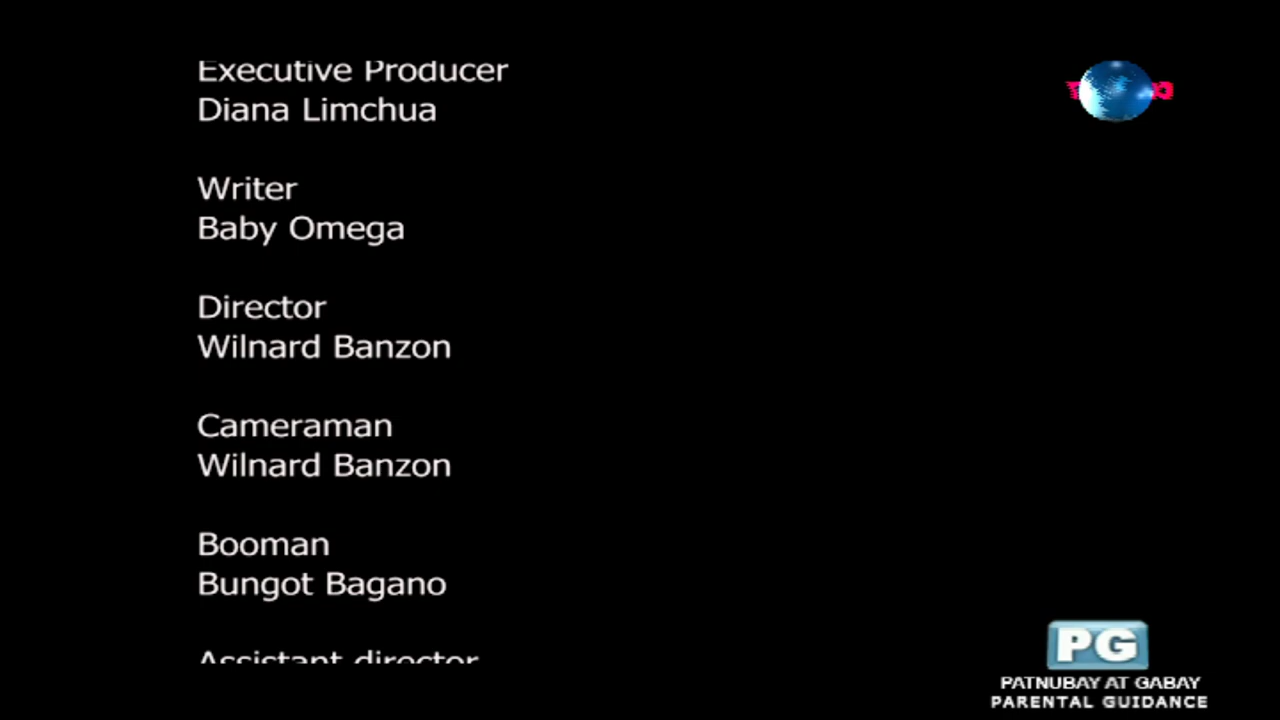 Executive Producer
Diana Limchua
Writer
Baby Omega
Director
Wilnard Banzon
Cameraman
Wilnard Banzon
Booman
Bungot Bagano
Assistant director
PG
PATNUBAY AT GABAY
PARENTAL GUIDANCE